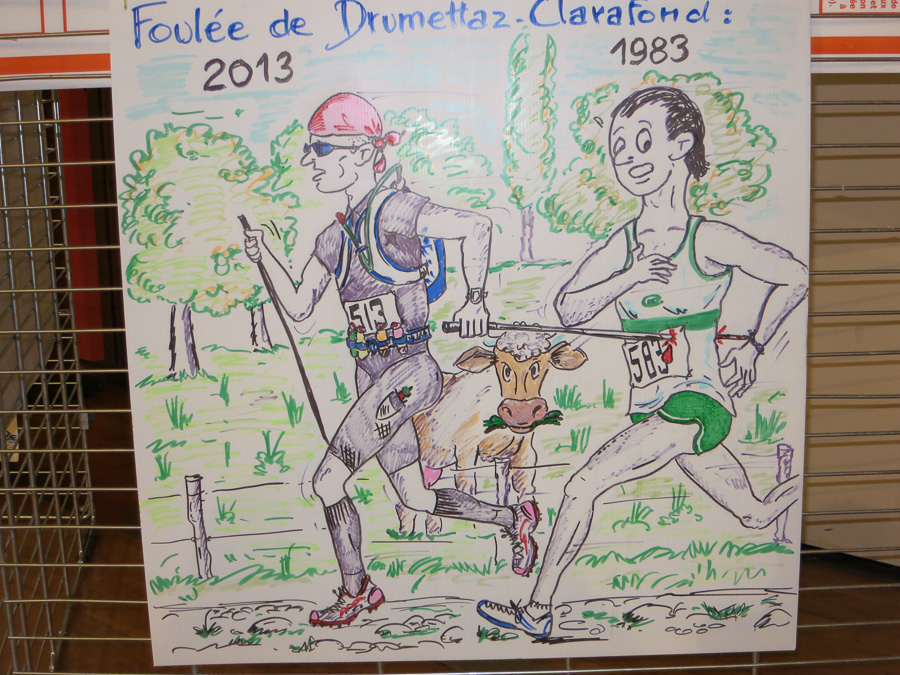 Foulée de Drumettaz-Clarafond :
2013
1983
513
583